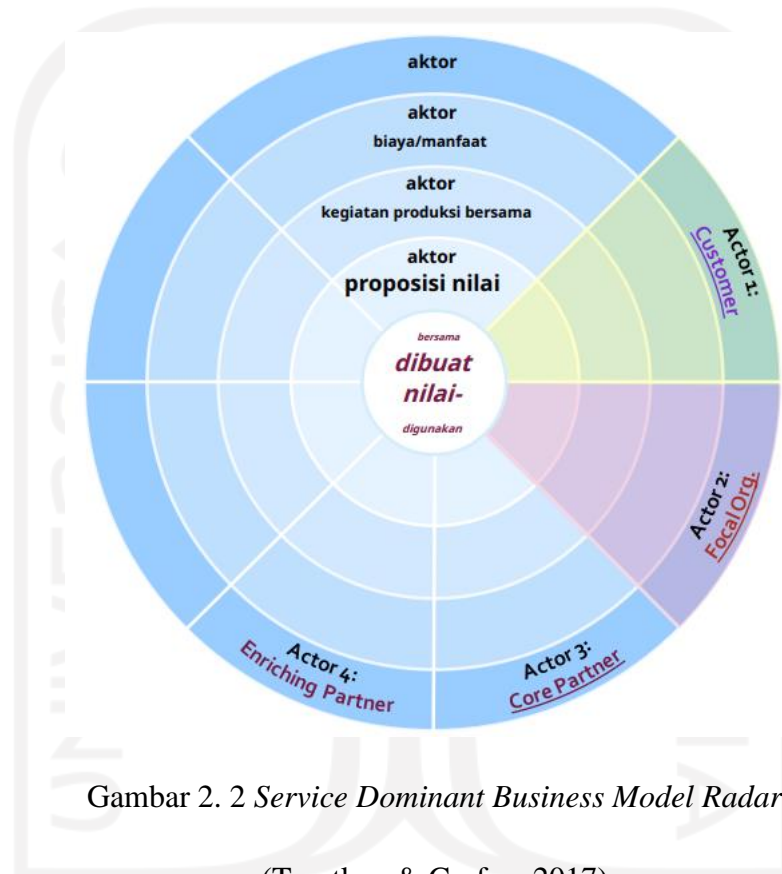 aktor
aktor
biaya/manfaat
aktor
kegiatan produksi bersama
aktor
proposisi nilai
bersama
dibuat
nilai-
digunakan
Actor 1:
Customer
Actor 2:
Focal Org.
Actor 3:
Core Partner
Actor 4:
Enriching Partner
Gambar 2. 2 Service Dominant Business Model Radar
2017)